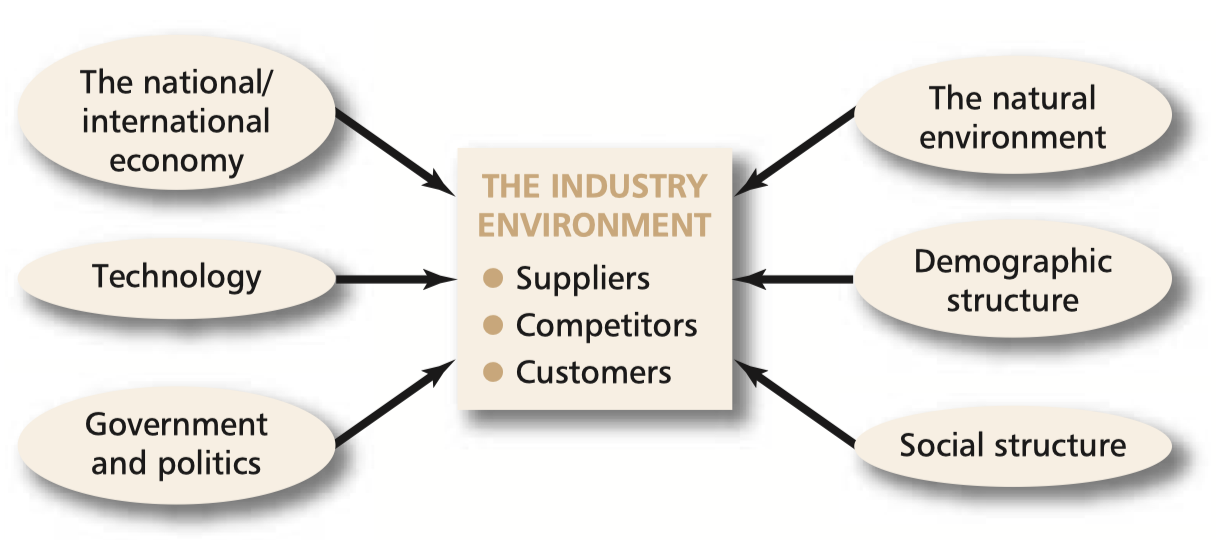 The national/
international
economy
Technology
Government
and politics
THE INDUSTRY
ENVIRONMENT
Suppliers
Competitors
Customers
The natural
environment
Demographic
structure
Social structure